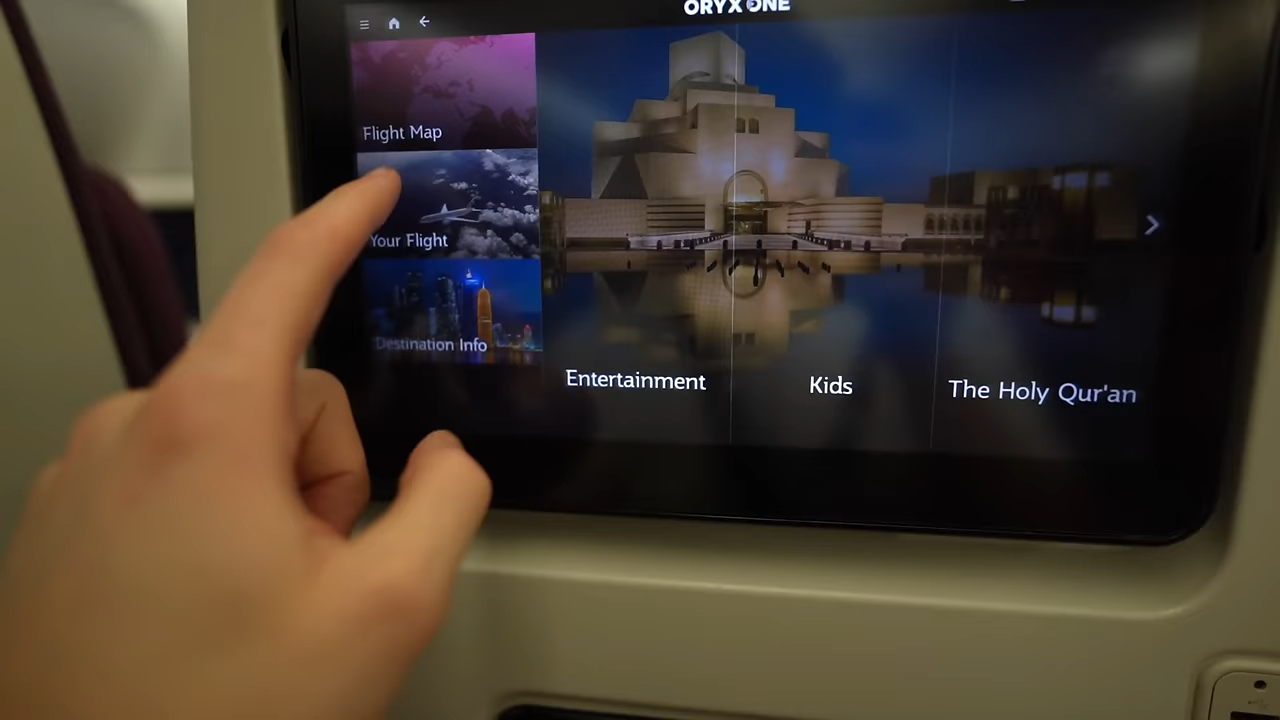 ORYX ONE
Flight Map
Your Flight
Destination Info
Entertainment
Kids
The Holy Qur'an